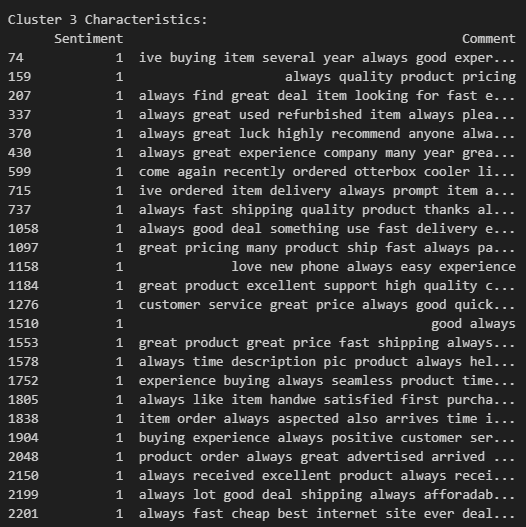 Cluster 3 Characteristics:
Sentiment Comment
74 1 ive buying item several year always good exper...
159 1 always quality product pricing
207 1 always find great deal item looking for fast e...
337 1 always great used refurbished item always plea...
370 1 always great luck highly recommend anyone alwa...
430 1 always great experience company many year grea...
599 1 come again recently ordered otterbox cooler li...
715 1 ive ordered item delivery always prompt item a...
737 1 always fast shipping quality product thanks al...
1058 1 always good deal something use fast delivery e...
1097 1 great pricing many product ship fast always pa...
1158 1 love new phone always easy experience
1184 1 great product excellent support high quality c...
1276 1 customer service great price always good quick...
1510 1 good always
1553 1 great product great price fast shipping always...
1578 1 always time description pic product always hel...
1752 1 experience buying always seamless product time...
1805 1 always like item handwe satisfied first purcha...
1838 1 item order always aspected also arrives time i...
1904 1 buying experience always positive customer ser...
2048 1 product order always great advertised arrived ...
2150 1 always received excellent product always recei...
2199 1 always lot good deal shipping always afforadab...
2201 1 always fast cheap best internet site ever deal...